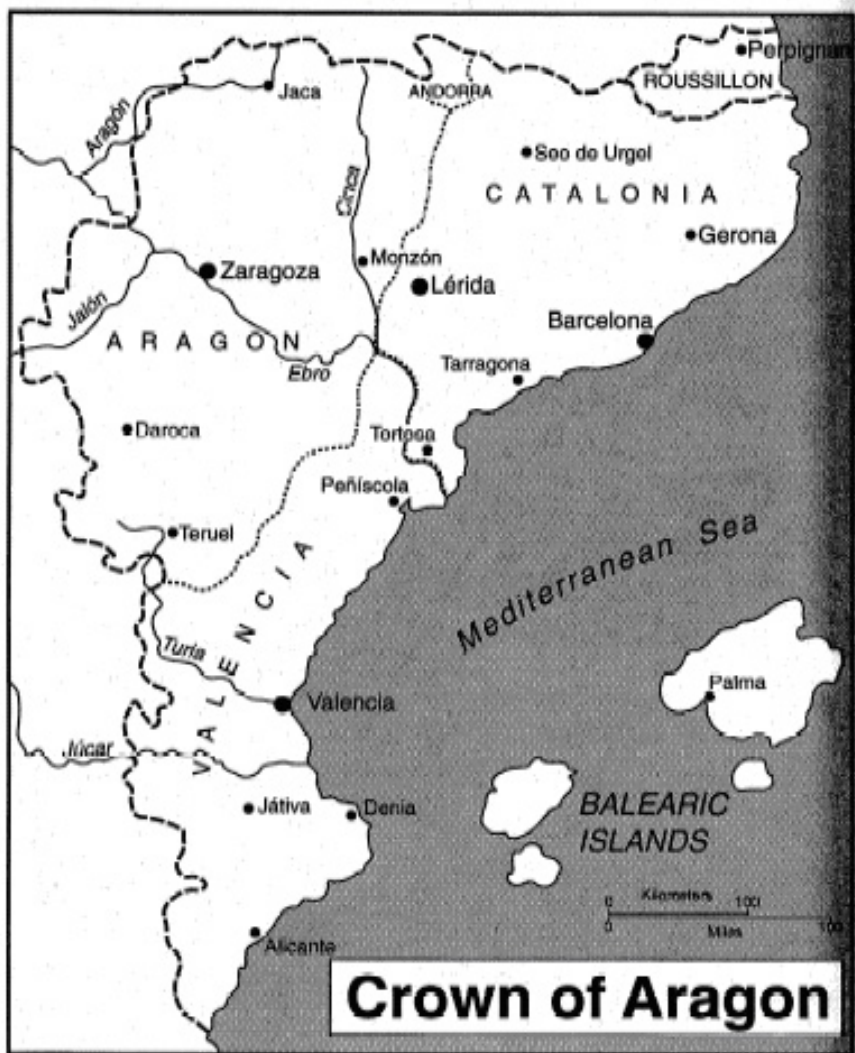 Perpignan
ROUSSILLON
ANDORRA
Jaca
Aragón
Cinca
Seo de Urgel
CATALONIA
Gerona
Monzón
Zaragoza
Lérida
Jalón
Barcelona
ARAGON
Ebro
Tarragona
Daroca
Tortosa
Peñíscola
Teruel
Mediterranean Sea
VALENCIA
Turia
Palma
Valencia
Júcar
Játiva
Denia
BALEARIC
ISLANDS
Kilometers
0 100
0 100
Miles
Alicante
Crown of Aragon